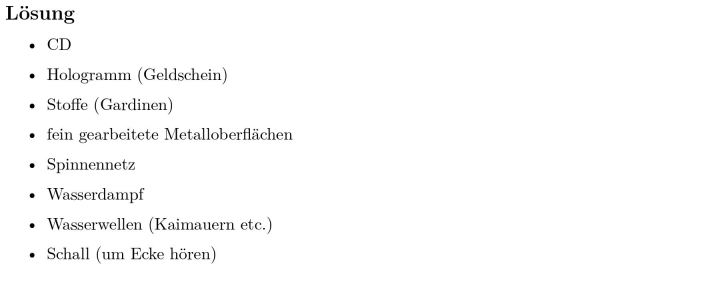 Lösung
• CD
• Hologramm (Geldschein)
• Stoffe (Gardinen)
• fein gearbeitete Metalloberflächen
• Spinnennetz
• Wasserdampf
• Wasserwellen (Kaimauern etc.)
• Schall (um Ecke hören)